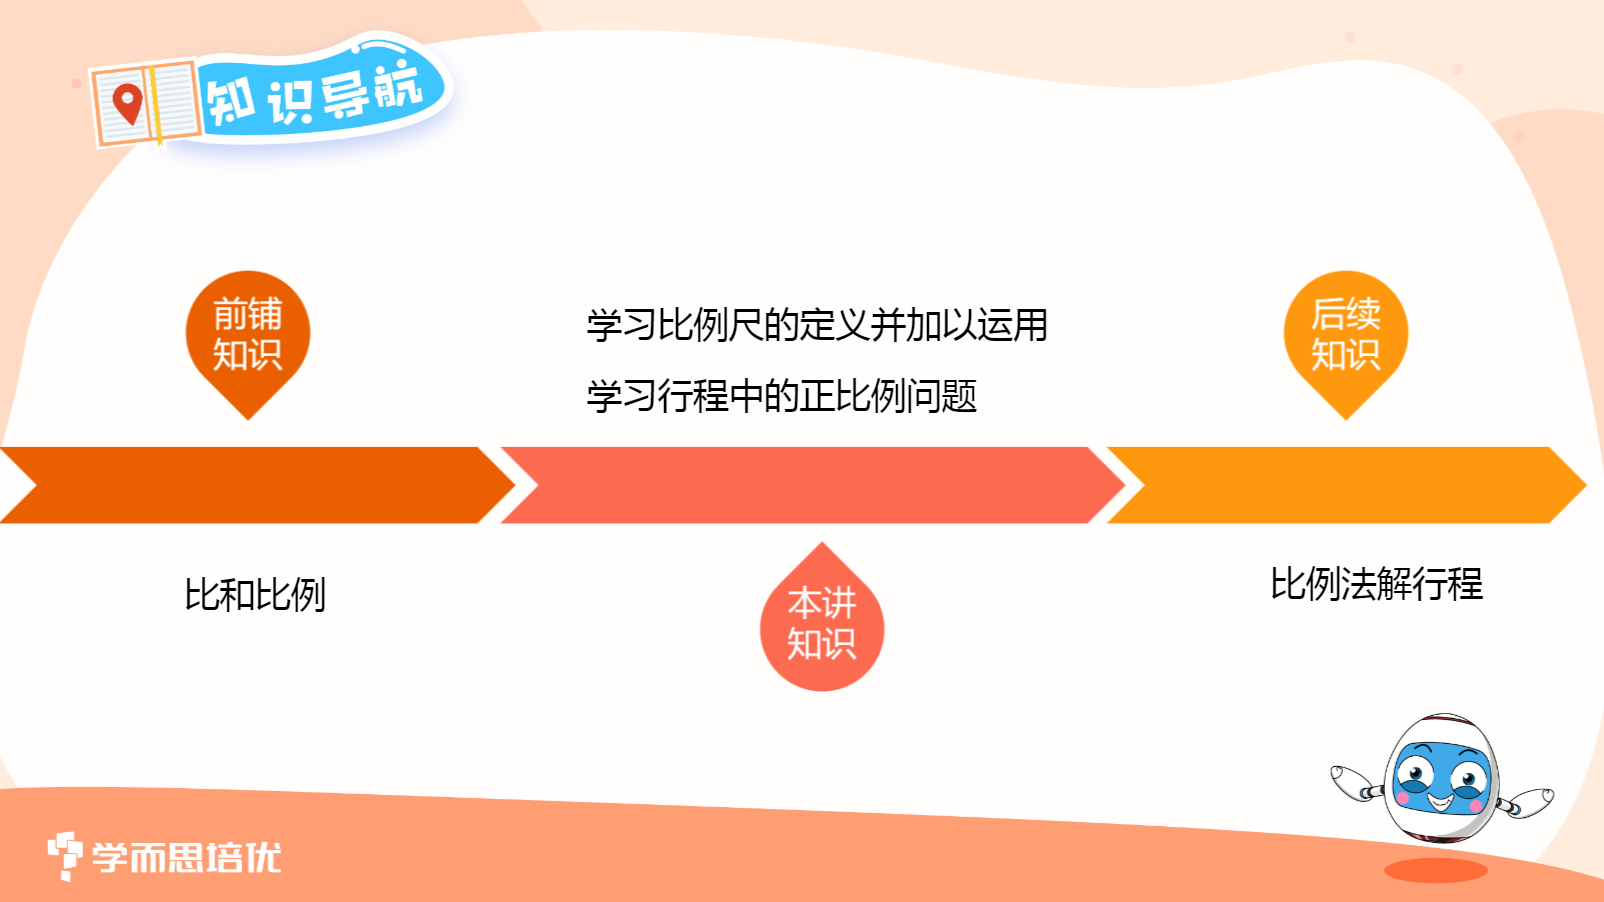 知识导航
前铺
知识
学习比例尺的定义并加以运用
学习行程中的正比例问题
后续
知识
比和比例
本讲
知识
比例法解行程
学而思培优